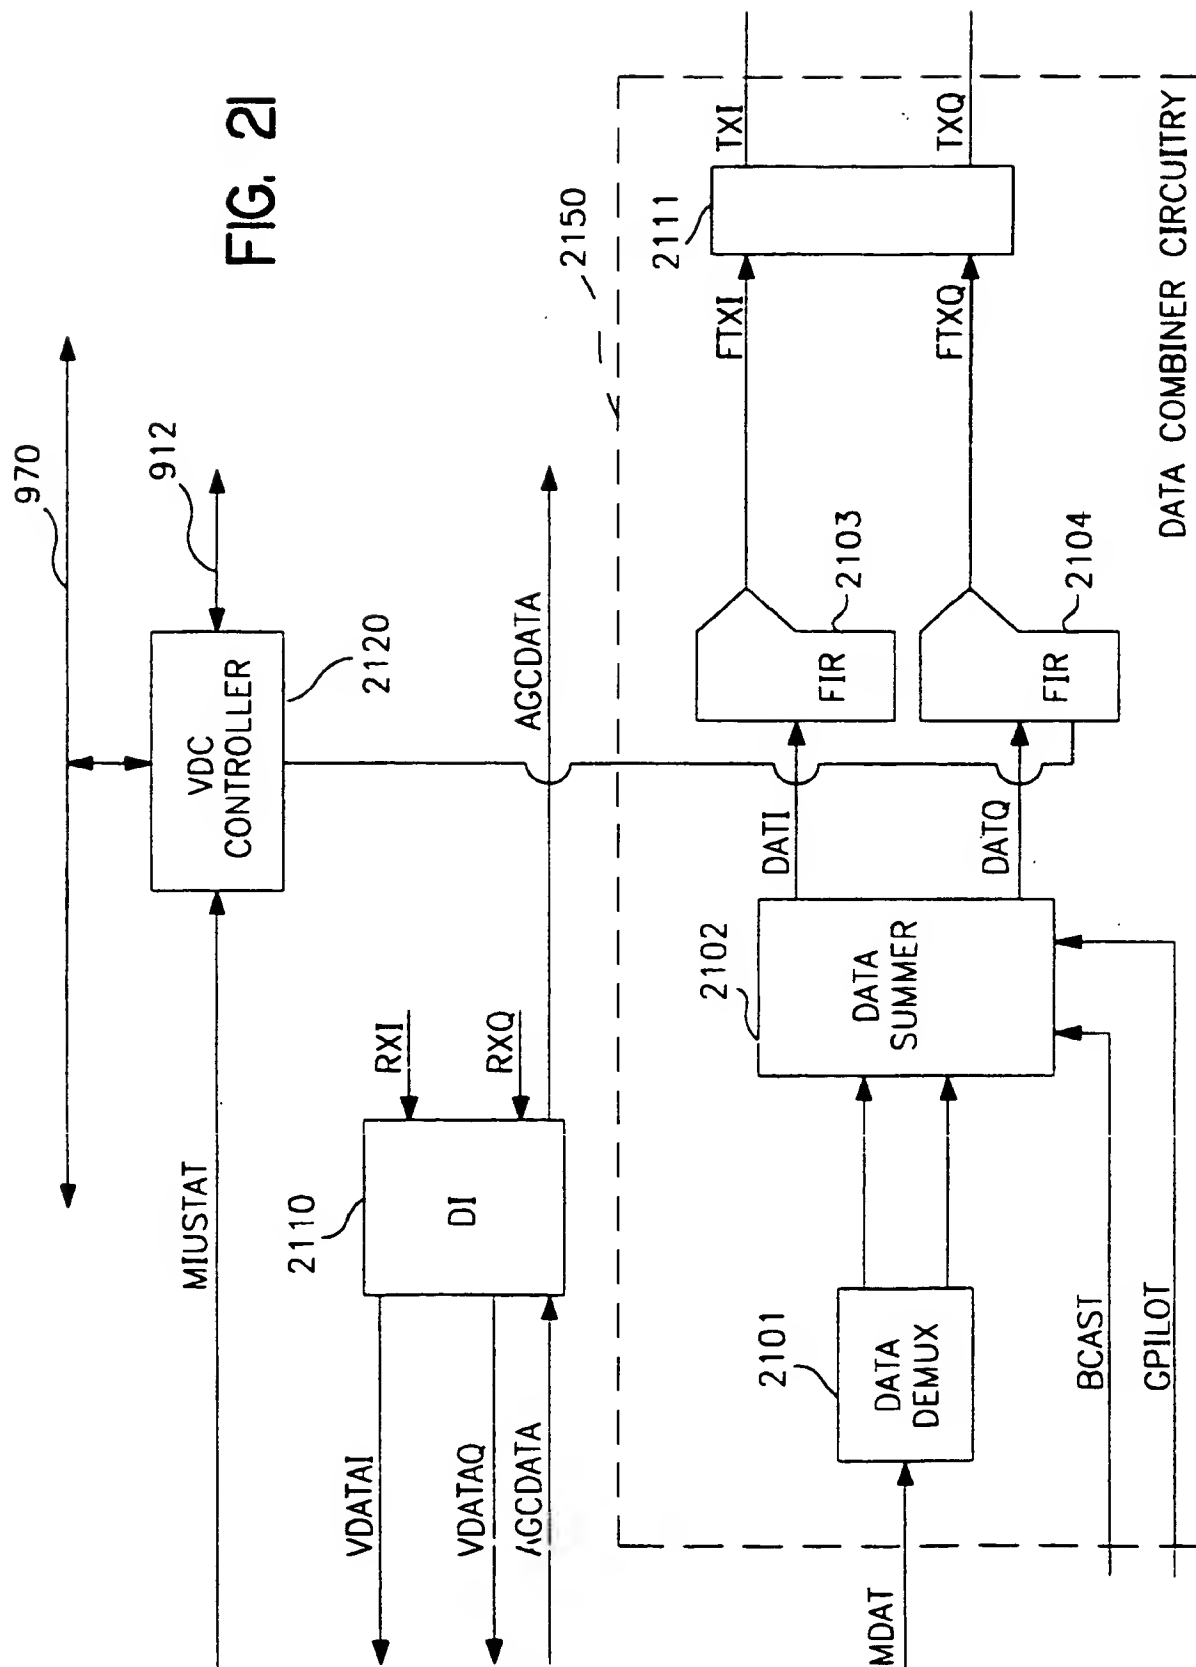 FIG. 21
970
912
VDC
CONTROLLER
2120
MIUSTAT
RXI
RXQ
AGCDATA
2110
DI
VDATAI
VDATAQ
AGCDATA
2150
2111
TXI
TXQ
FTXI
FTXQ
FIR
2103
FIR
2104
DATI
DATQ
2102
DATA
SUMMER
2101
DATA
DEMUX
MDAT
BCAST
GPILOT
DATA COMBINER CIRCUITRY